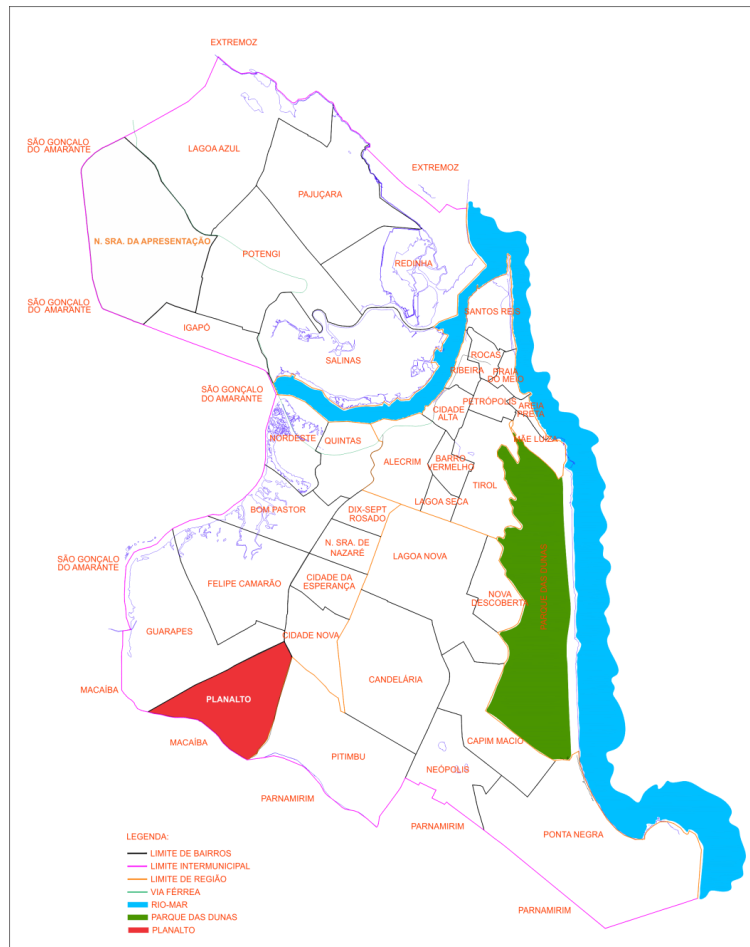 EXTREMOZ
SÃO GONÇALO
DO AMARANTE
LAGOA AZUL
EXTREMOZ
PAJUÇARA
N. SRA. DA APRESENTAÇÃO
POTENGI
REDINHA
SÃO GONÇALO
DO AMARANTE
SANTOS REIS
IGAPÓ
SALINAS
ROCAS
RIBEIRA
PRAIA
DO MEIO
SÃO GONÇALO
DO AMARANTE
PETRÓPOLIS
AREIA
PRETA
CIDADE
ALTA
NORDESTE
QUINTAS
MÃE LUIZA
ALECRIM
BARRO
VERMELHO
TIROL
LAGOA SECA
BOM PASTOR
DIX-SEPT
ROSADO
N. SRA. DE
NAZARÉ
LAGOA NOVA
SÃO GONÇALO
DO AMARANTE
FELIPE CAMARÃO
CIDADE DA
ESPERANÇA
NOVA
DESCOBERTA
GUARAPES
CIDADE NOVA
CANDELÁRIA
MACAÍBA
PLANALTO
MACAÍBA
CAPIM MACIO
PITIMBU
NEÓPOLIS
PARNAMIRIM
PARNAMIRIM
PONTA NEGRA
PARNAMIRIM
LEGENDA:
LIMITE DE BAIRROS
LIMITE INTERMUNICIPAL
LIMITE DE REGIÃO
VIA FÉRREA
RIO-MAR
PARQUE DAS DUNAS
PLANALTO